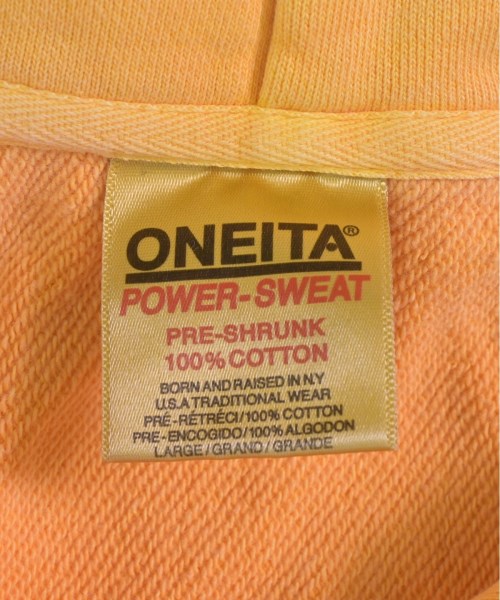 ONEITA®
POWER-SWEAT
PRE-SHRUNK
100% COTTON
BORN AND RAISED IN N.Y
U.S.A TRADITIONAL WEAR
PRÉ-RÉTRÉCI/100% COTTON
PRE-ENCOGIDO/100% ALGODON
LARGE/GRAND/GRANDE